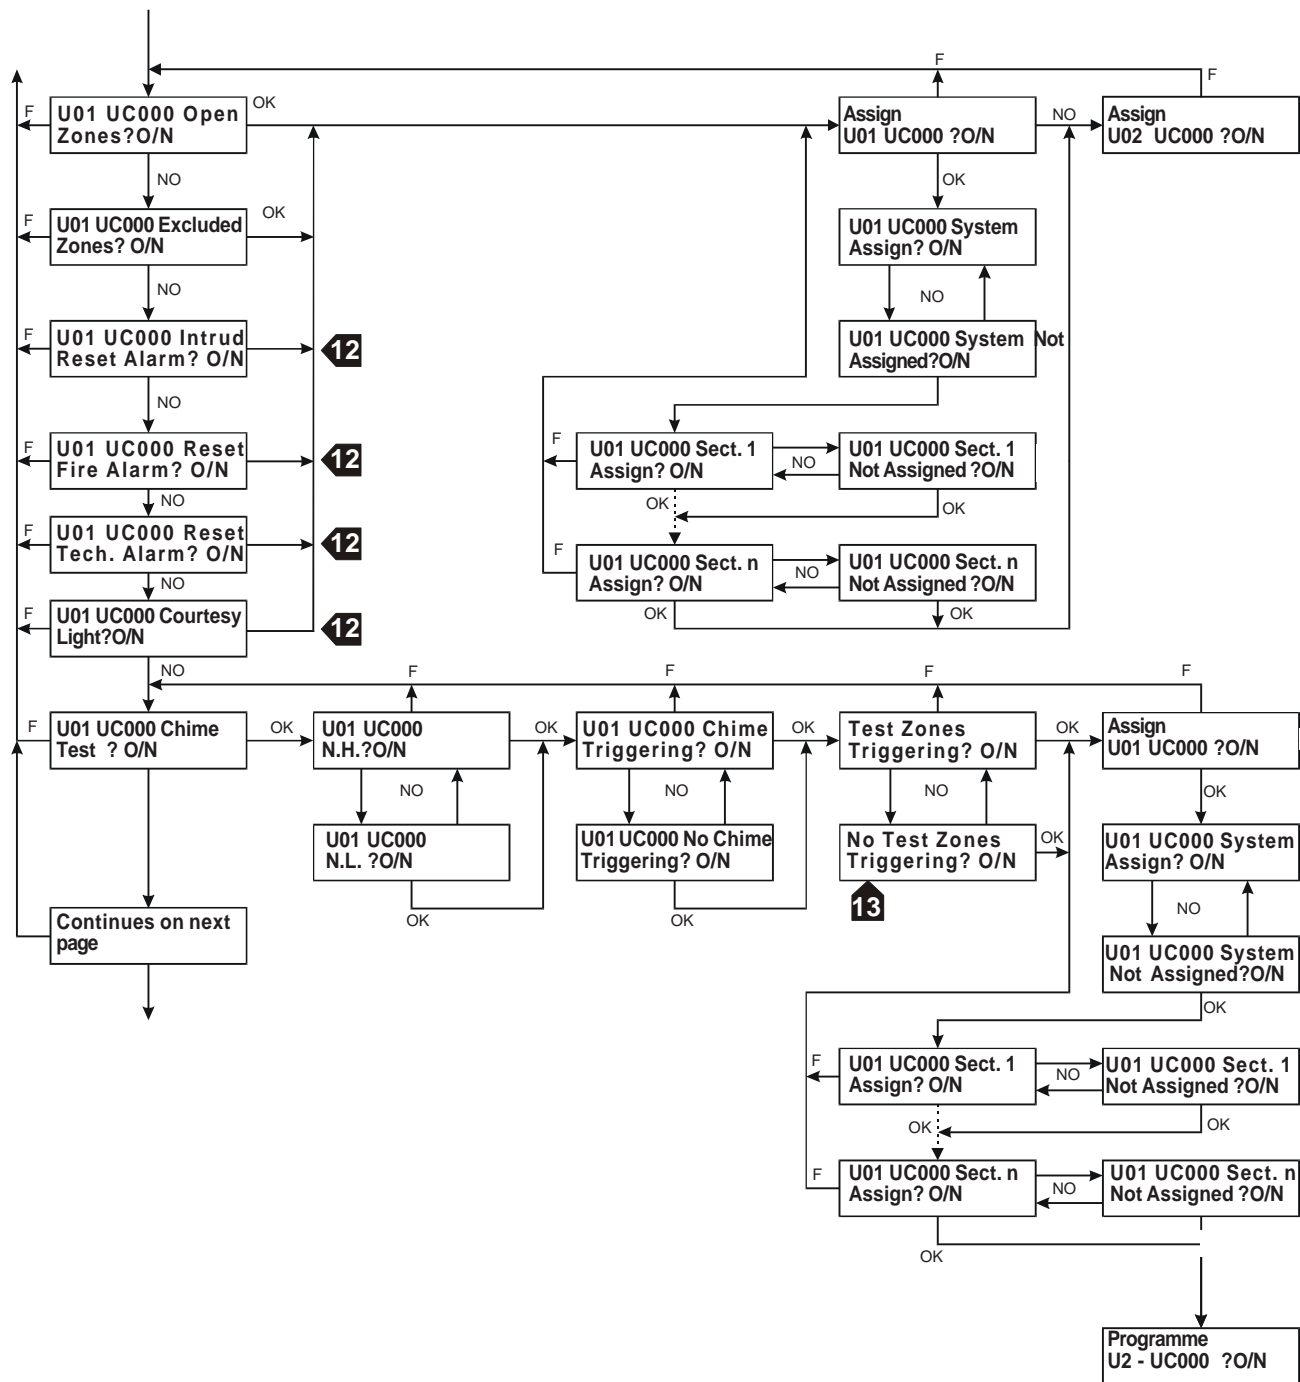 F
F
F
U01 UC000 Open
Zones?O/N
OK
Assign
U01 UC000 ?O/N
NO
Assign
U02 UC000 ?O/N
NO
OK
F
U01 UC000 Excluded
Zones? O/N
OK
U01 UC000 System
Assign? O/N
NO
NO
F
U01 UC000 Intrud
Reset Alarm? O/N
12
U01 UC000 System Not
Assigned?O/N
NO
F
U01 UC000 Reset
Fire Alarm? O/N
12
F
U01 UC000 Sect. 1
Assign? O/N
NO
U01 UC000 Sect. 1
Not Assigned ?O/N
NO
OK
OK
F
U01 UC000 Reset
Tech. Alarm? O/N
12
F
U01 UC000 Sect. n
Assign? O/N
NO
U01 UC000 Sect. n
Not Assigned ?O/N
NO
OK
OK
F
U01 UC000 Courtesy
Light?O/N
12
NO
F
F
F
F
F
U01 UC000 Chime
Test ? O/N
OK
U01 UC000
N.H.?O/N
OK
U01 UC000 Chime
Triggering? O/N
OK
Test Zones
Triggering? O/N
OK
Assign
U01 UC000 ?O/N
NO
NO
NO
OK
U01 UC000
N.L. ?O/N
U01 UC000 No Chime
Triggering? O/N
No Test Zones
Triggering? O/N
OK
U01 UC000 System
Assign? O/N
OK
OK
13
NO
Continues on next
page
U01 UC000 System
Not Assigned?O/N
OK
F
U01 UC000 Sect. 1
Assign? O/N
NO
U01 UC000 Sect. 1
Not Assigned ?O/N
OK
OK
F
U01 UC000 Sect. n
Assign? O/N
NO
U01 UC000 Sect. n
Not Assigned ?O/N
OK
Programme
U2 - UC000 ?O/N